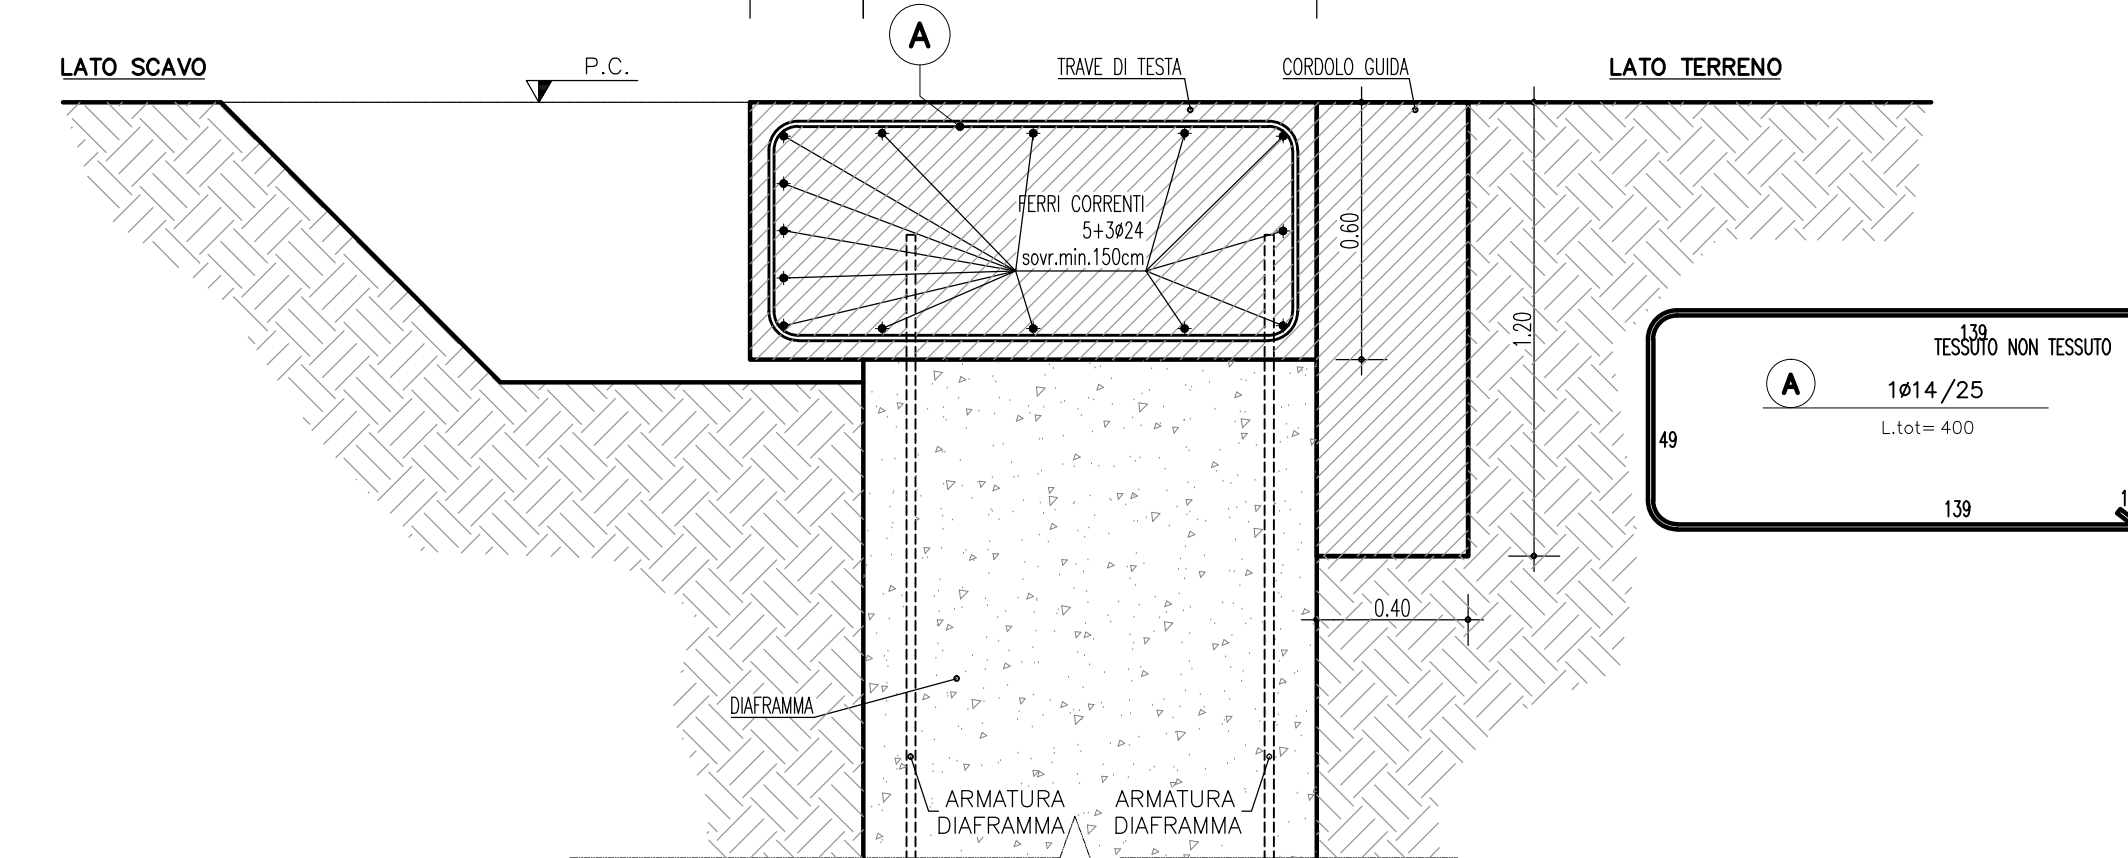 A
LATO SCAVO
P.C.
TRAVE DI TESTA
CORDOLO GUIDA
LATO TERRENO
FERRI CORRENTI
5+3ø24
sovr.min.150cm
0.60
1.20
139
TESSUTO NON TESSUTO
A
1ø14/25
L.tot= 400
49
139
0.40
DIAFRAMMA
ARMATURA
DIAFRAMMA
ARMATURA
DIAFRAMMA